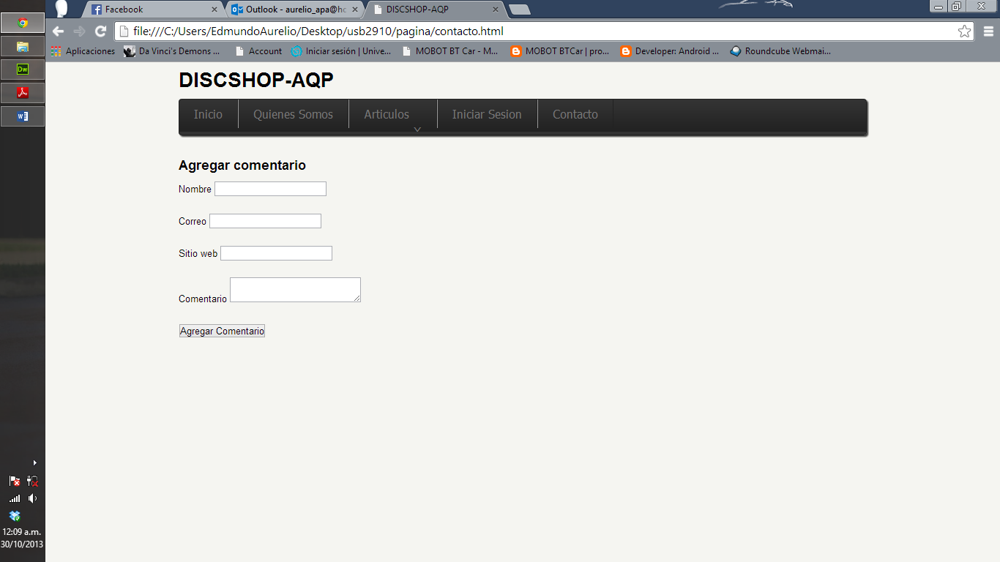 Facebook
Outlook - aurelio_apa@ho
DISCSHOP-AQP
file:///C:/Users/EdmundoAurelio/Desktop/usb2910/pagina/contacto.html
Aplicaciones Da Vinci's Demons ... Account Iniciar sesión | Unive... MOBOT BT Car - M... MOBOT BTCar | pro... Developer: Android ... Roundcube Webmai...
DISCSHOP-AQP
Inicio Quienes Somos Articulos Iniciar Sesion Contacto
Agregar comentario
Nombre
Correo
Sitio web
Comentario
Agregar Comentario
Dw
W
12:09 a.m.
30/10/2013